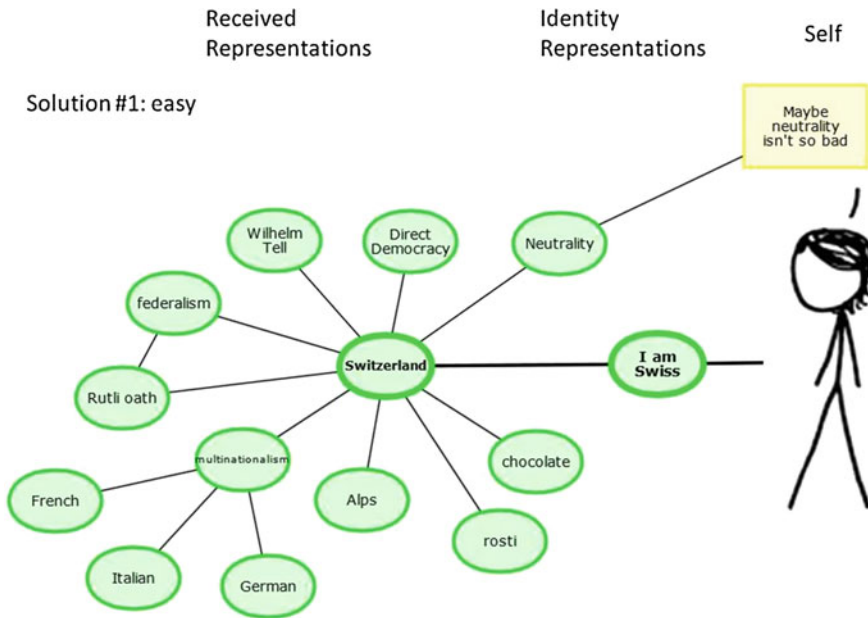 Received
Representations
Identity
Representations
Self
Solution #1: easy
Maybe
neutrality
isn't so bad
Wilhelm
Tell
Direct
Democracy
Neutrality
federalism
Switzerland
I am
Swiss
Rutli oath
multinationalism
chocolate
French
Alps
rosti
Italian
German